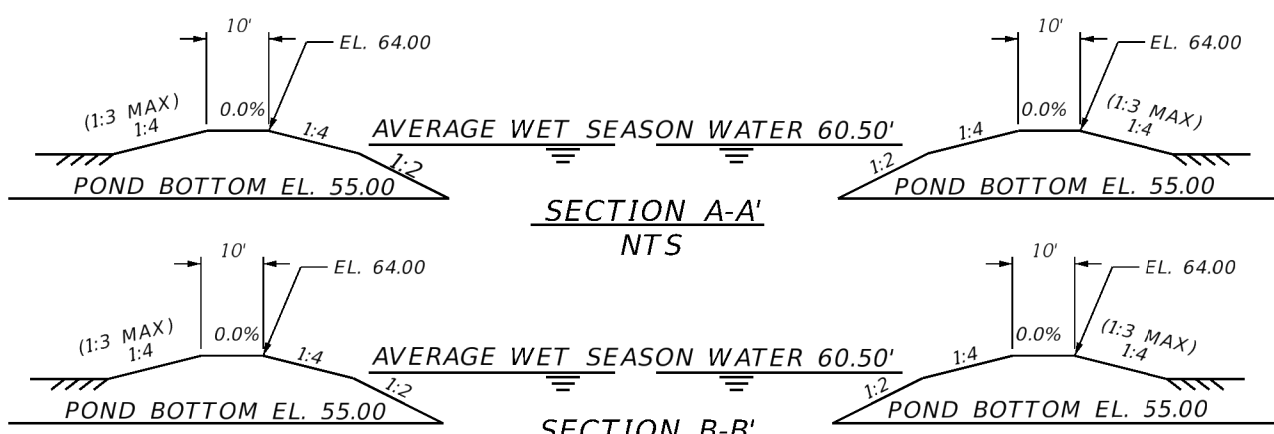 10'
EL. 64.00
(1:3 MAX)
1:4
0.0%
1:4
1:2
AVERAGE WET SEASON WATER 60.50'
10'
EL. 64.00
(1:3 MAX)
1:4
0.0%
1:4
1:2
POND BOTTOM EL. 55.00
POND BOTTOM EL. 55.00
SECTION A-A'
NTS
10'
EL. 64.00
(1:3 MAX)
1:4
0.0%
1:4
1:2
AVERAGE WET SEASON WATER 60.50'
10'
EL. 64.00
(1:3 MAX)
1:4
0.0%
1:4
1:2
POND BOTTOM EL. 55.00
POND BOTTOM EL. 55.00
SECTION B-B'